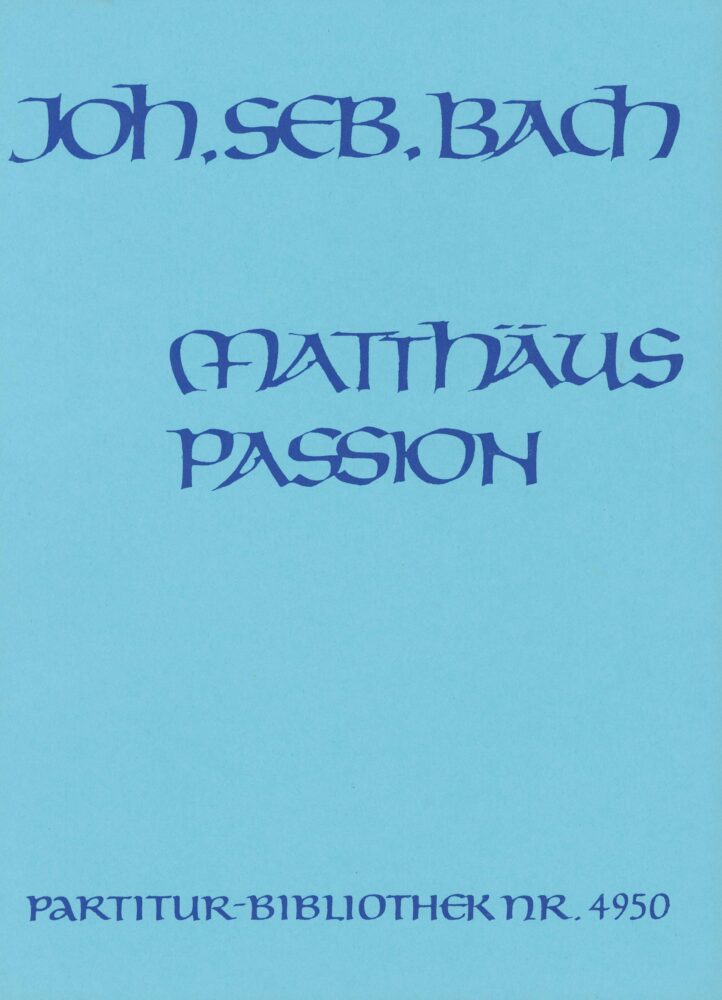 Joh. Seb. Bach
Matthäus
Passion
Partitur-Bibliothek Nr. 4950